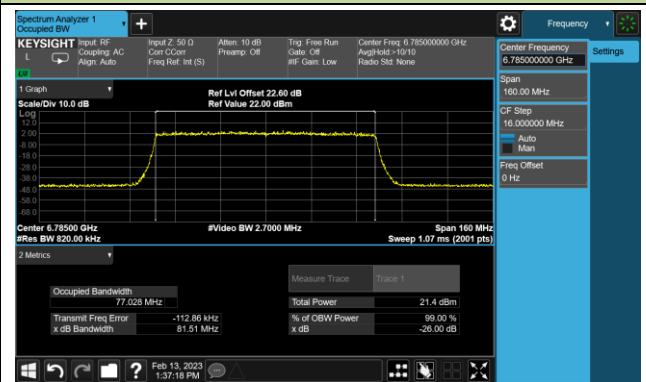 Spectrum Analyzer 1
Occupied BW
Frequency
KEYSIGHT
L
Input: RF
Coupling: AC
Align: Auto
Input Z: 50 Ω
Corr CCorr
Freq Ref: Int (S)
Atten: 10 dB
Preamp: Off
Trig: Free Run
Gate: Off
#IF Gain: Low
Center Freq: 6.785000000 GHz
Avg|Hold:>10/10
Radio Std: None
Center Frequency
6.785000000 GHz
Settings
Span
160.00 MHz
CF Step
16.000000 MHz
Auto
Man
Freq Offset
0 Hz
1 Graph
Scale/Div 10.0 dB
Ref Lvl Offset 22.60 dB
Ref Value 22.00 dBm
Log
12.0
2.00
-8.00
-18.0
-28.0
-38.0
-48.0
-58.0
-68.0
Center 6.78500 GHz
#Res BW 820.00 kHz
#Video BW 2.7000 MHz
Span 160 MHz
Sweep 1.07 ms (2001 pts)
2 Metrics
Measure Trace
Trace 1
Occupied Bandwidth
77.028 MHz
Total Power
21.4 dBm
Transmit Freq Error
-112.86 kHz
% of OBW Power
99.00 %
x dB Bandwidth
81.51 MHz
x dB
-26.00 dB
?
Feb 13, 2023
1:37:18 PM